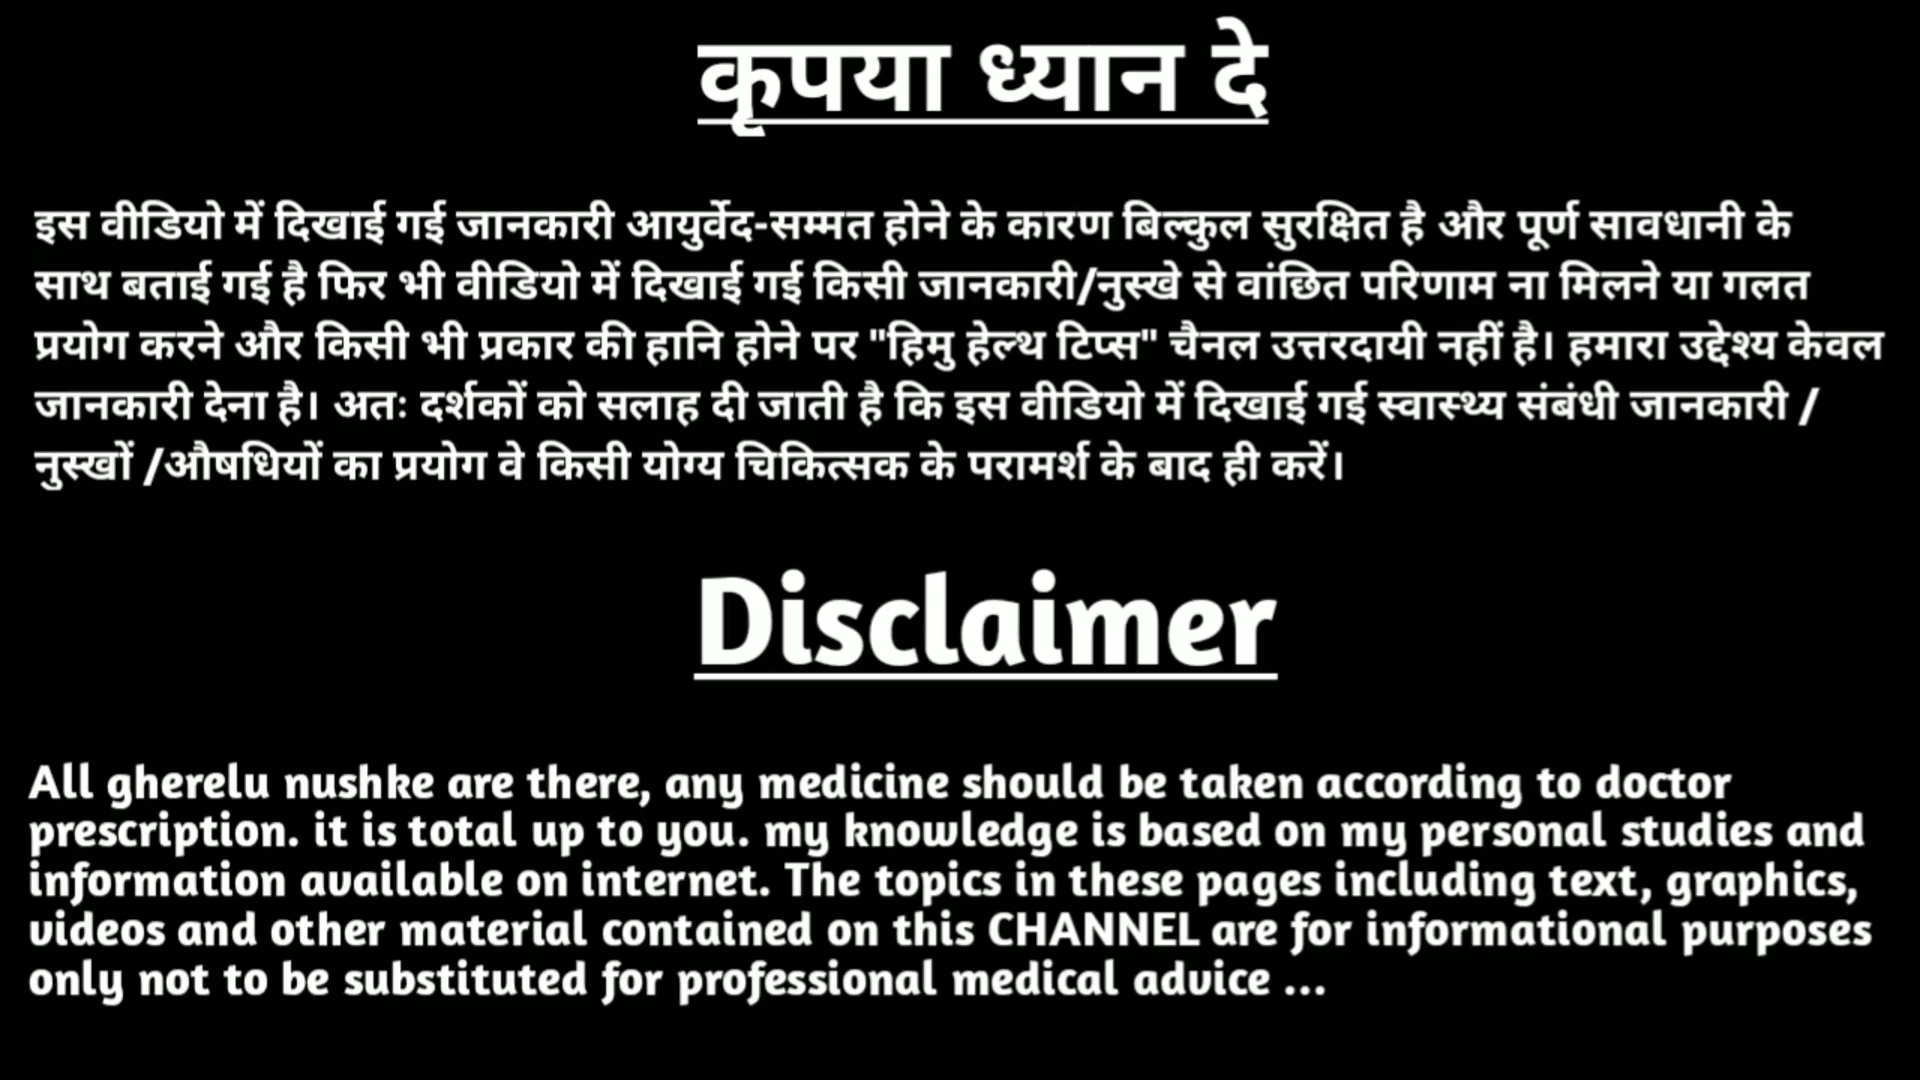 कृपया ध्यान दे
इस वीडियो में दिखाई गई जानकारी आयुर्वेद-सम्मत होने के कारण बिल्कुल सुरक्षित है और पूर्ण सावधानी के
साथ बताई गई है फिर भी वीडियो में दिखाई गई किसी जानकारी/नुस्खे से वांछित परिणाम ना मिलने या गलत
प्रयोग करने और किसी भी प्रकार की हानि होने पर "हिमु हेल्थ टिप्स" चैनल उत्तरदायी नहीं है। हमारा उद्देश्य केवल
जानकारी देना है। अतः दर्शकों को सलाह दी जाती है कि इस वीडियो में दिखाई गई स्वास्थ्य संबंधी जानकारी /
नुस्खों /औषधियों का प्रयोग वे किसी योग्य चिकित्सक के परामर्श के बाद ही करें।
Disclaimer
All gherelu nushke are there, any medicine should be taken according to doctor
prescription. it is total up to you. my knowledge is based on my personal studies and
information available on internet. The topics in these pages including text, graphics,
videos and other material contained on this CHANNEL are for informational purposes
only not to be substituted for professional medical advice ...